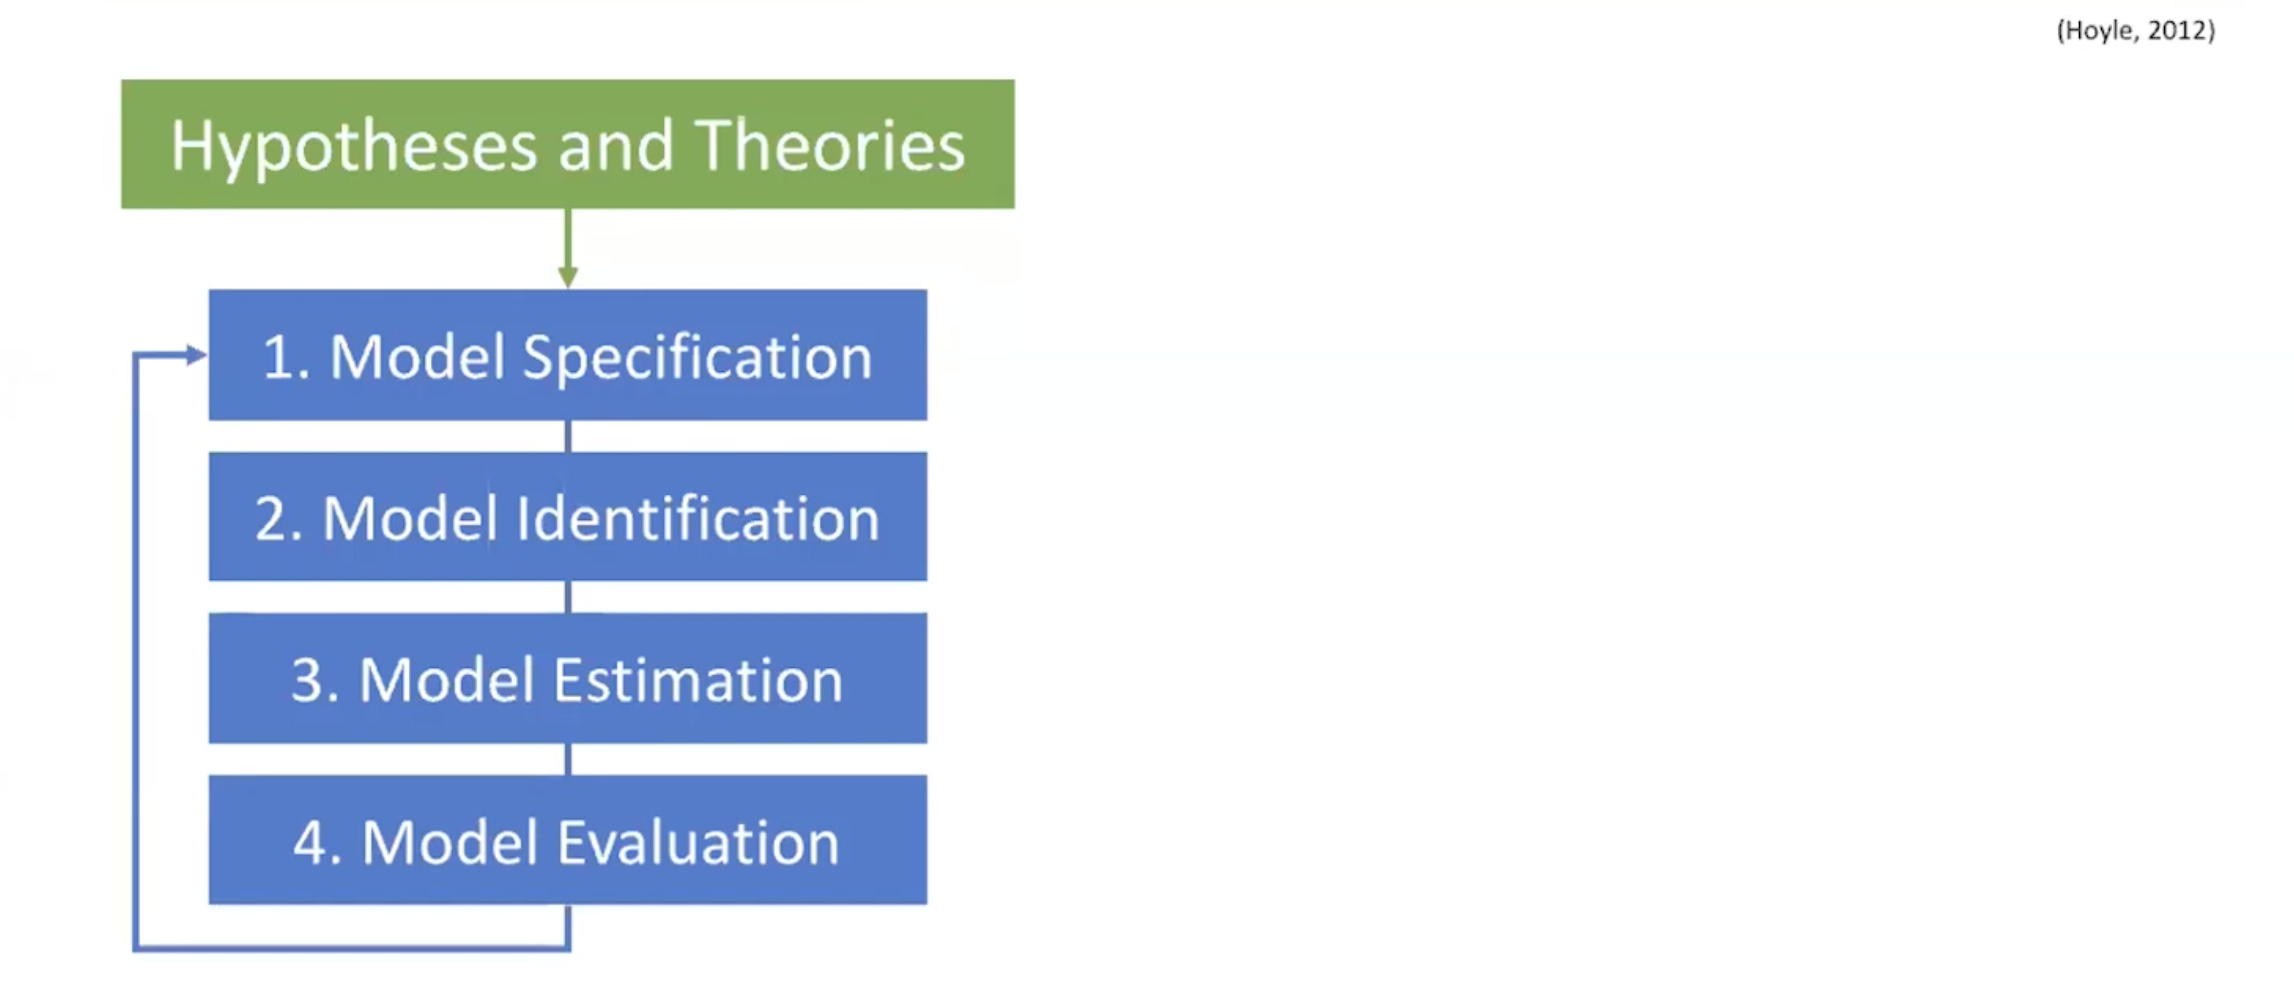 (Hoyle, 2012)
Hypotheses and Theories
1. Model Specification
2. Model Identification
3. Model Estimation
4. Model Evaluation